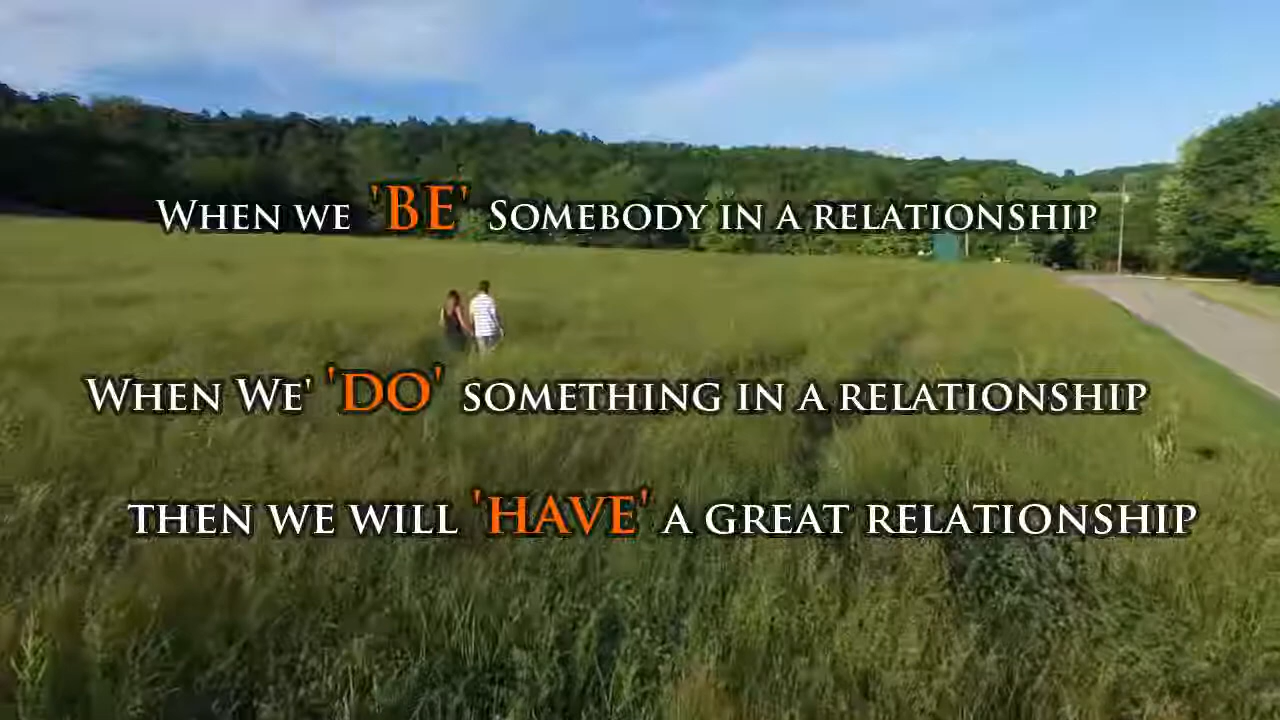 When we 'BE' Somebody in a relationship
When We' 'DO' something in a relationship
then we will 'HAVE' a great relationship